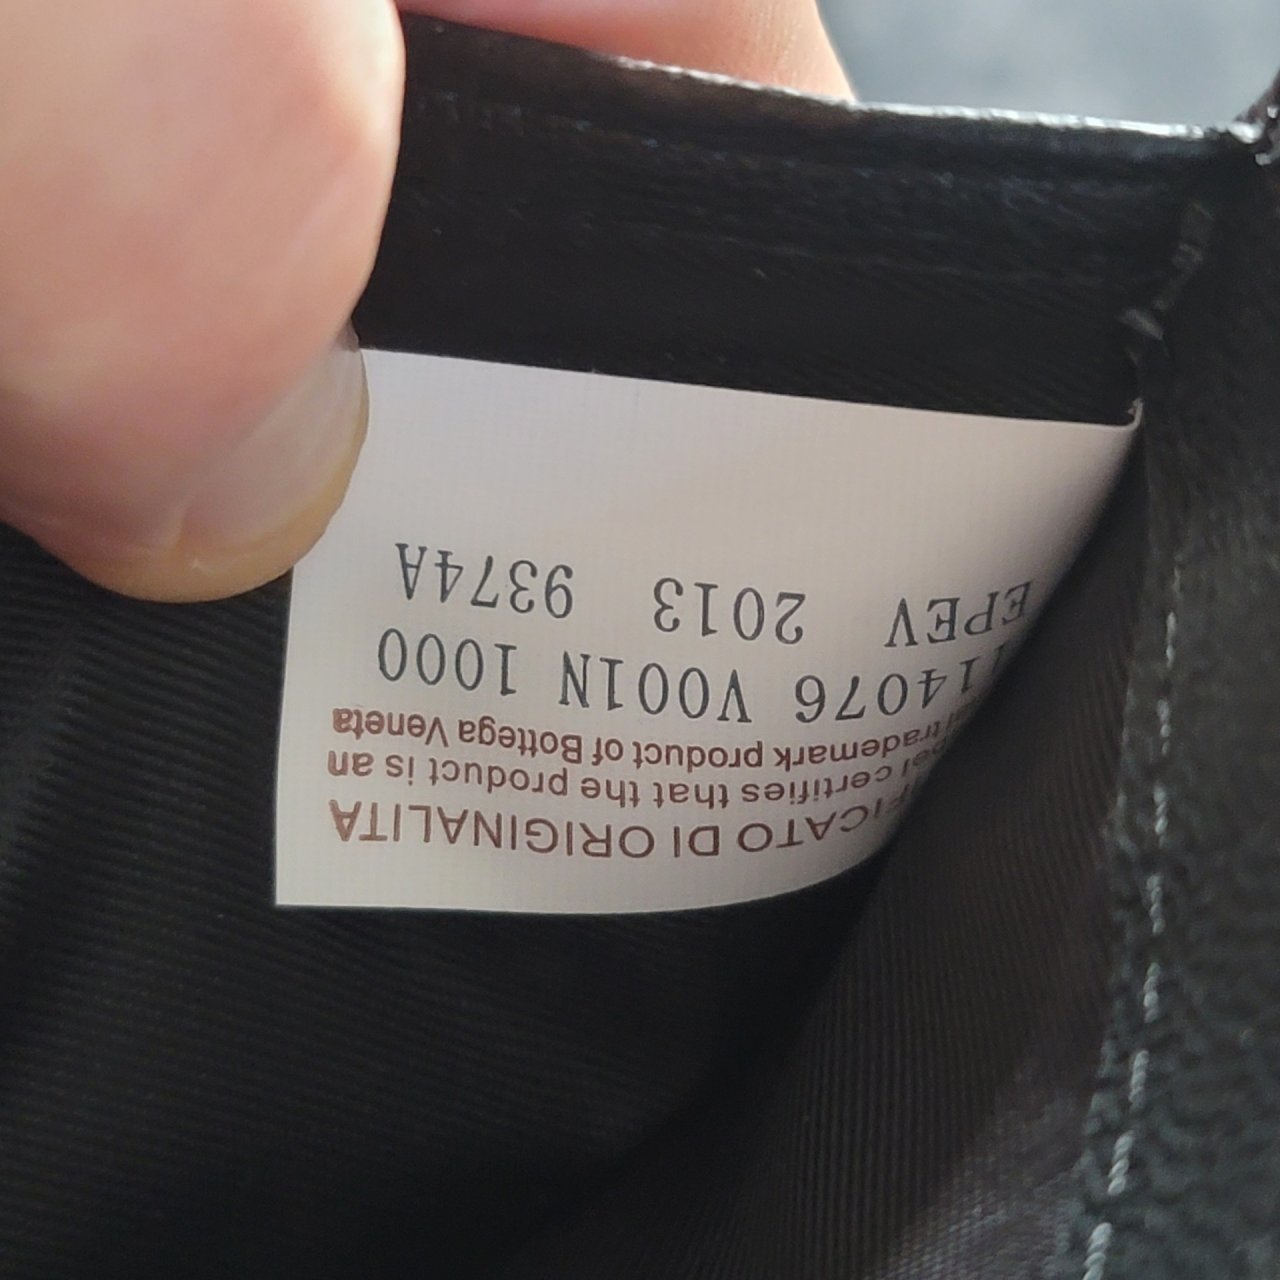 FICATO DI ORIGINALITA
certifies that the product is an
trademark product of Bottega Veneta
14076 V001N 1000
EPEV 2013 9374A